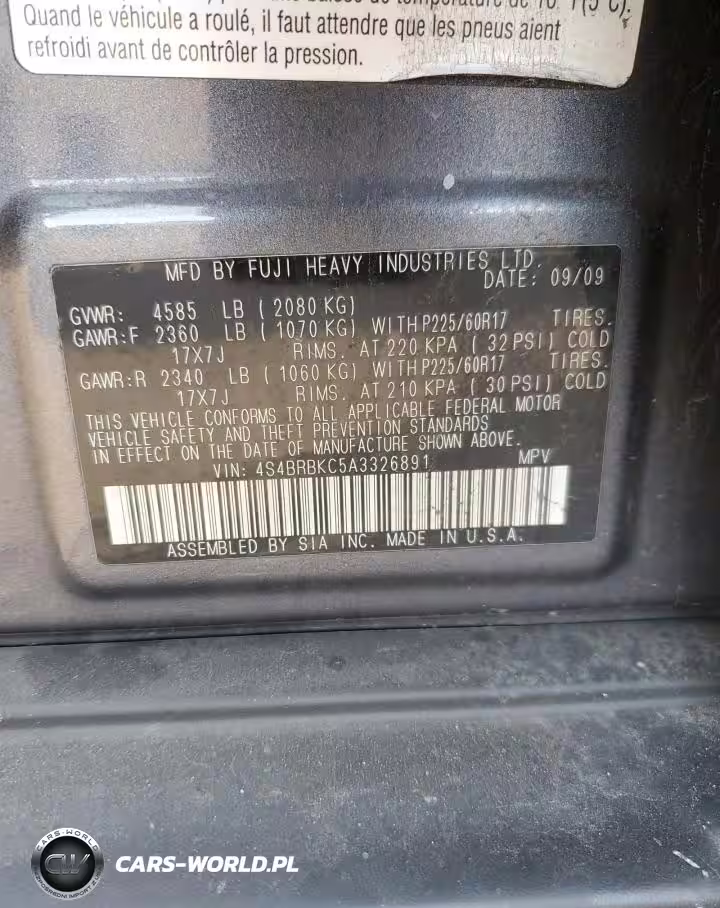 Quand le véhicule a roulé, il faut attendre que les pneus aient
refroidi avant de contrôler la pression.
MFD BY FUJI HEAVY INDUSTRIES LTD.
DATE: 09/09
GVWR: 4585 LB ( 2080 KG)
GAWR:F 2360 LB ( 1070 KG) WITH P225/60R17 TIRES.
17X7J RIMS. AT 220 KPA ( 32 PSI) COLD
GAWR:R 2340 LB ( 1060 KG) WITH P225/60R17 TIRES.
17X7J RIMS. AT 210 KPA ( 30 PSI) COLD
THIS VEHICLE CONFORMS TO ALL APPLICABLE FEDERAL MOTOR
VEHICLE SAFETY AND THEFT PREVENTION STANDARDS
IN EFFECT ON THE DATE OF MANUFACTURE SHOWN ABOVE.
VIN: 4S4BRBKC5A3326891 MPV
ASSEMBLED BY SIA INC. MADE IN U.S.A.
CARS-WORLD
CW
CARS-WORLD.PL